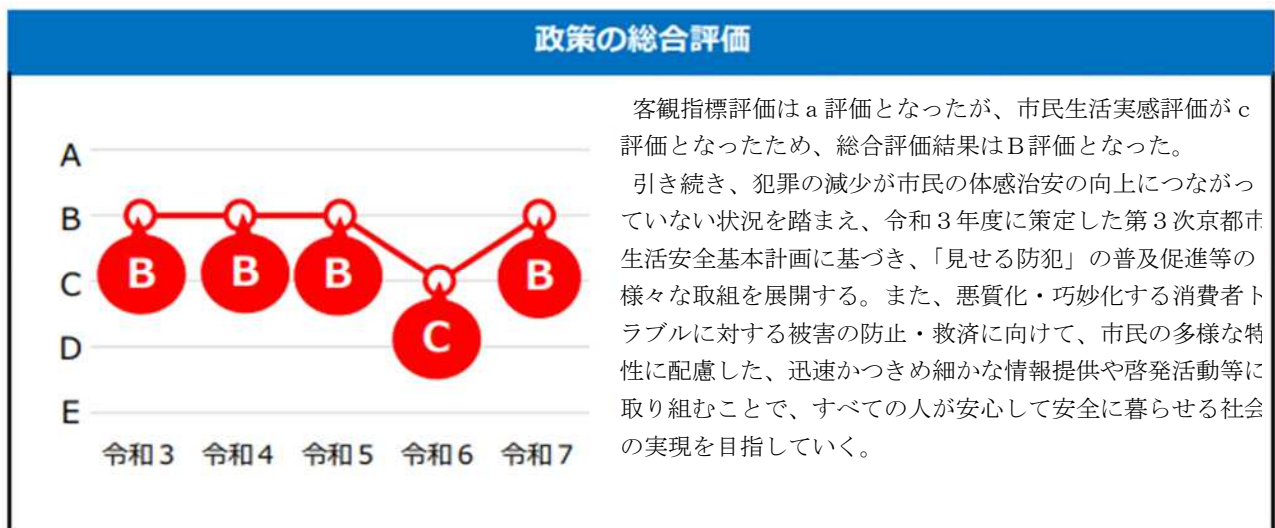 政策の総合評価
A
B
C
D
E
B
B
B
C
B
令和3
令和4
令和5
令和6
令和7
客観指標評価はａ評価となったが、市民生活実感評価がｃ
評価となったため、総合評価結果はＢ評価となった。
引き続き、犯罪の減少が市民の体感治安の向上につながっ
ていない状況を踏まえ、令和３年度に策定した第３次京都市
生活安全基本計画に基づき、「見せる防犯」の普及促進等の
様々な取組を展開する。また、悪質化・巧妙化する消費者ト
ラブルに対する被害の防止・救済に向けて、市民の多様な特
性に配慮した、迅速かつきめ細かな情報提供や啓発活動等に
取り組むことで、すべての人が安心して安全に暮らせる社会
の実現を目指していく。